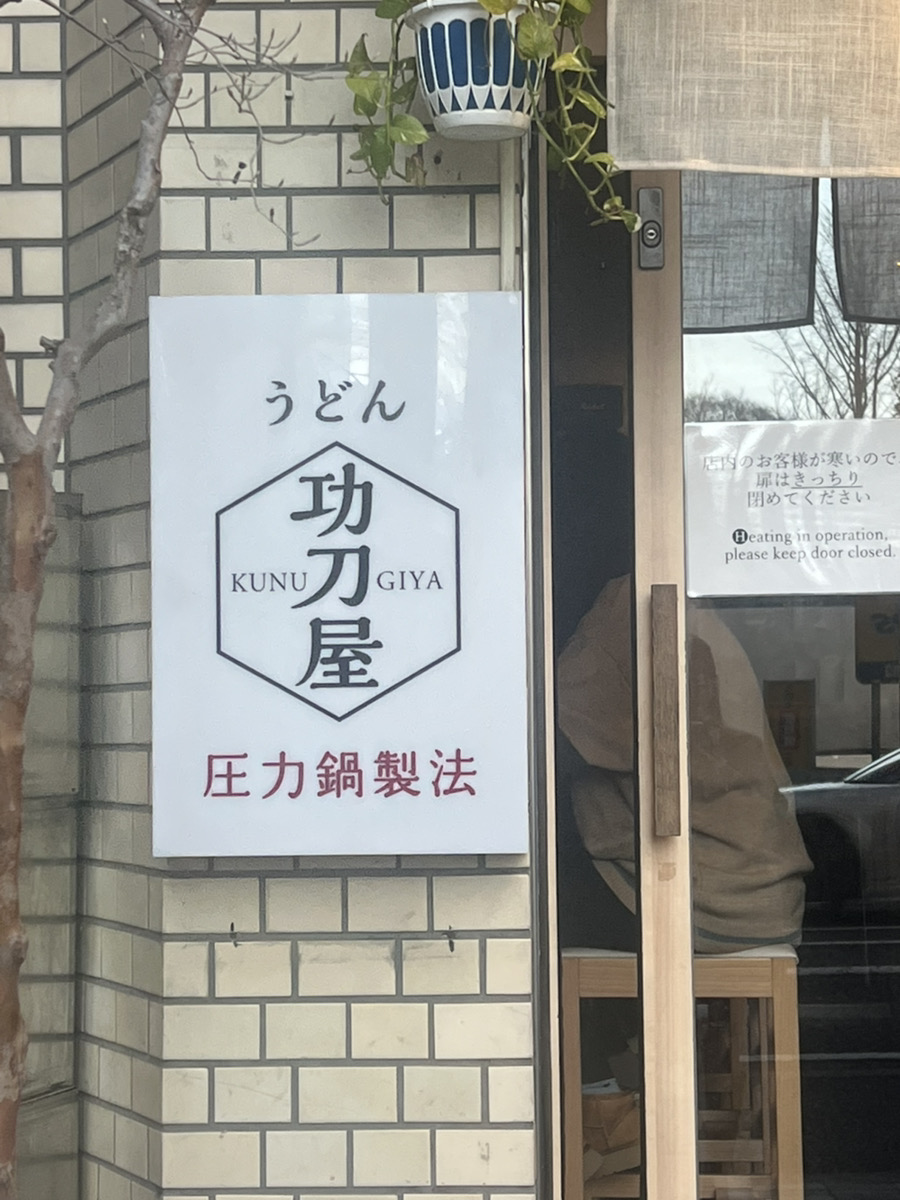 うどん
功刀屋
KUNU GIYA
圧力鍋製法
店内のお客様が寒いので
扉はきっちり
閉めてください
Heating in operation,
please keep door closed.